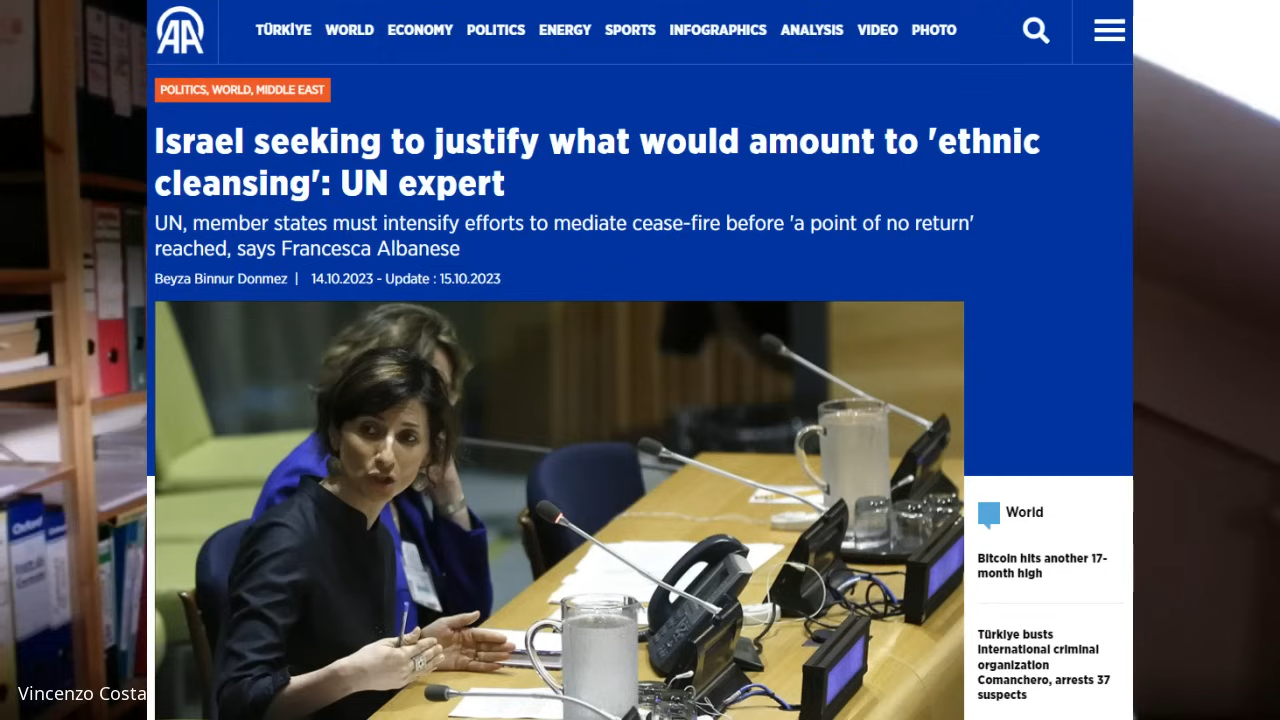 AA
TÜRKİYE WORLD ECONOMY POLITICS ENERGY SPORTS INFOGRAPHICS ANALYSIS VIDEO PHOTO
POLITICS, WORLD, MIDDLE EAST
Israel seeking to justify what would amount to 'ethnic
cleansing': UN expert
UN, member states must intensify efforts to mediate cease-fire before 'a point of no return'
reached, says Francesca Albanese
Beyza Binnur Donmez | 14.10.2023 - Update : 15.10.2023
World
Bitcoin hits another 17-
month high
Türkiye busts
international criminal
organization
Comanchero, arrests 37
suspects
Oxford
Vincenzo Costa